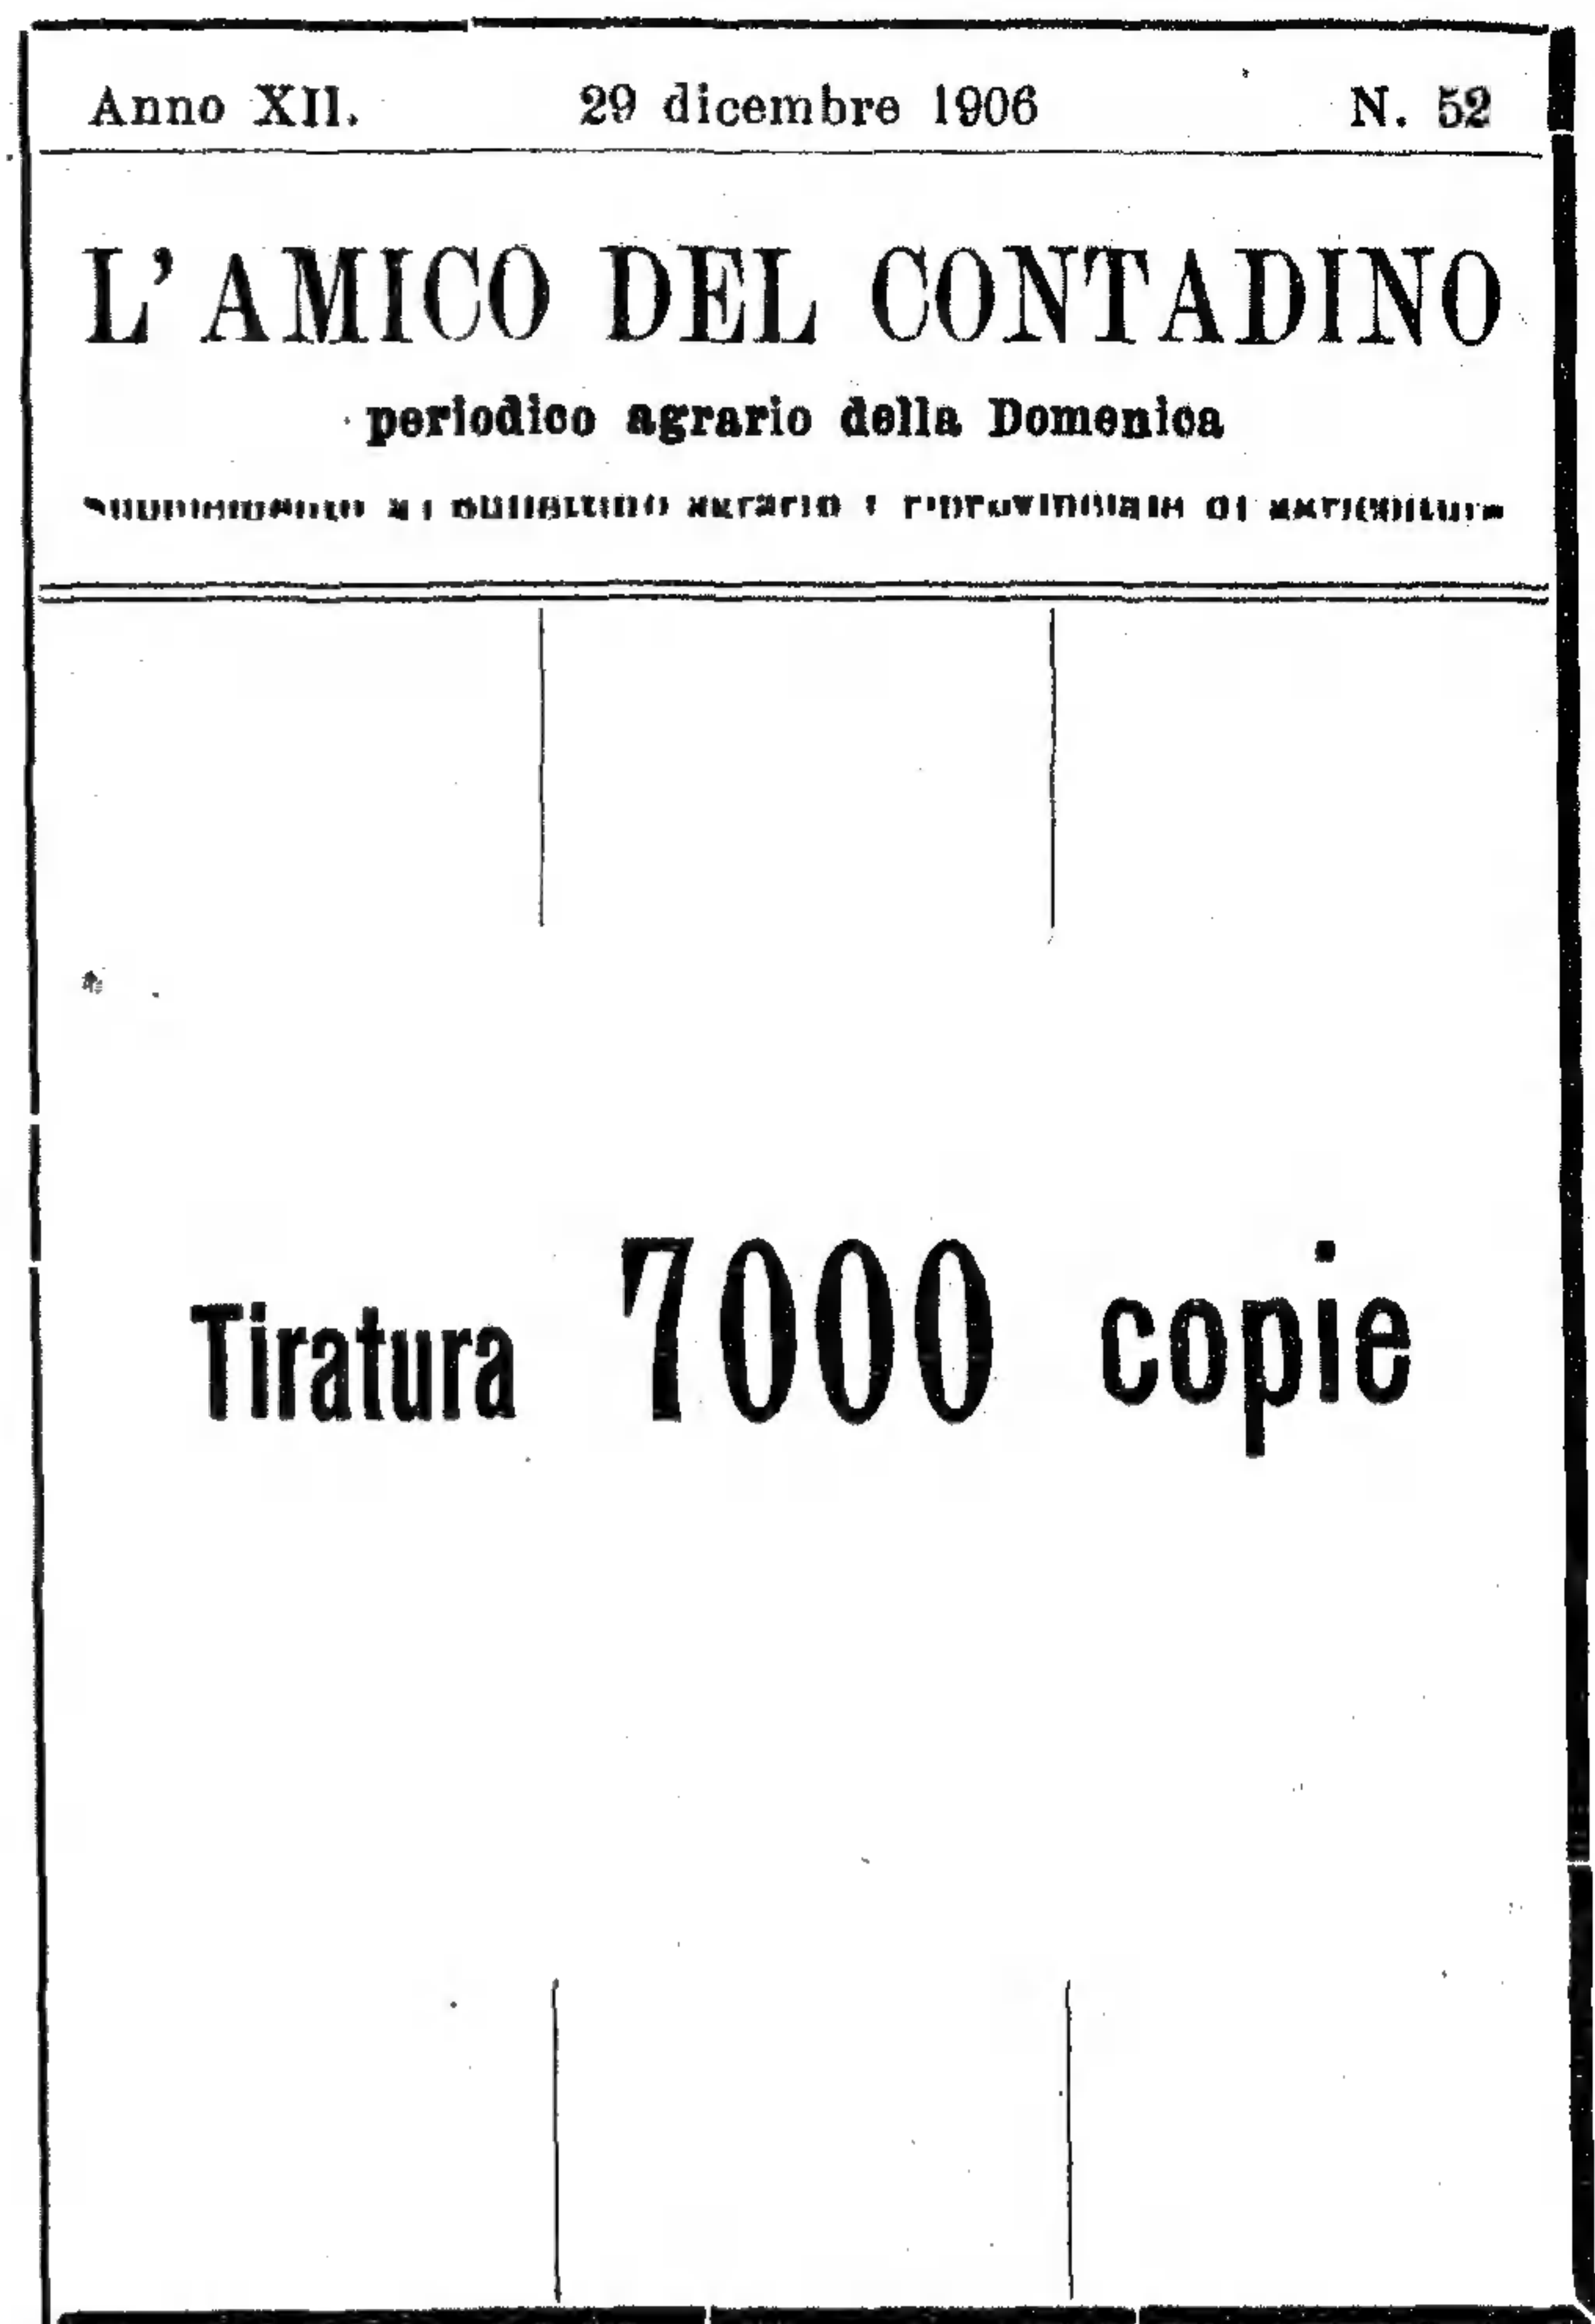 Anno XII. 29 dicembre 1906 N. 52
L' AMICO DEL CONTADINO
periodico agrario della Domenica
Tiratura 7000 copie